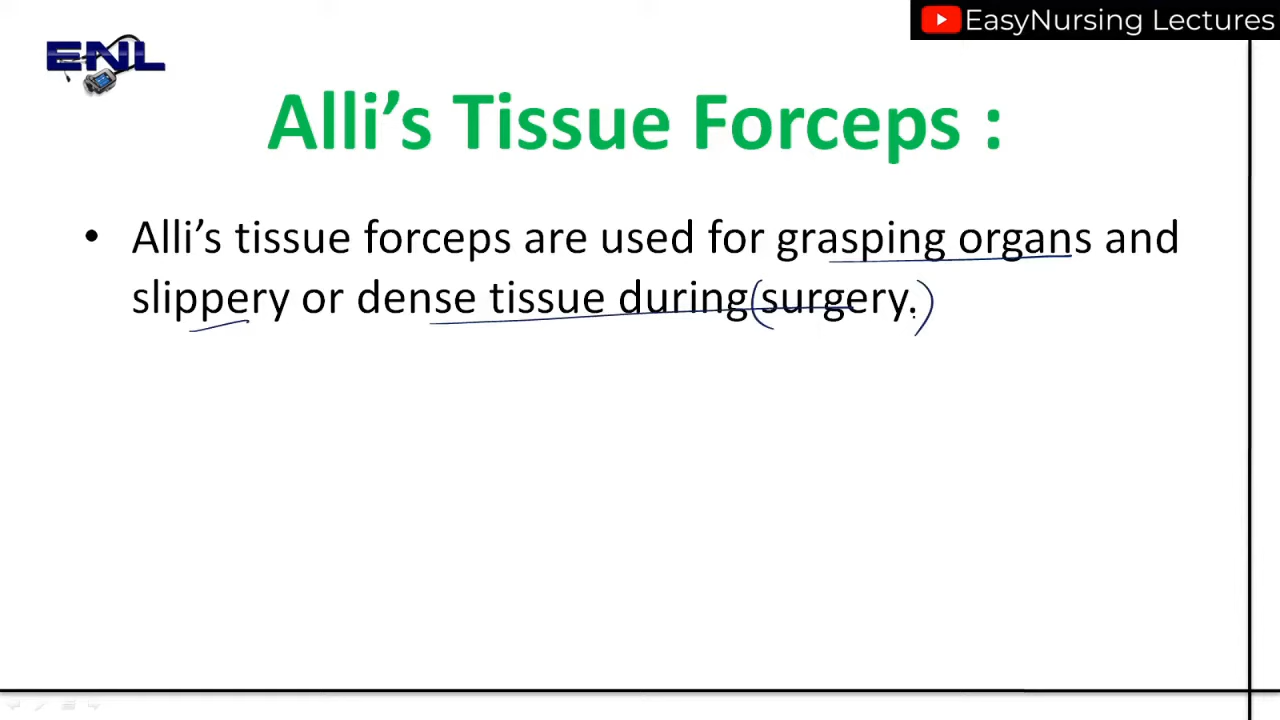 EasyNursing Lectures
ENL
Alli’s Tissue Forceps :
• Alli’s tissue forceps are used for grasping organs and
slippery or dense tissue during (surgery.)